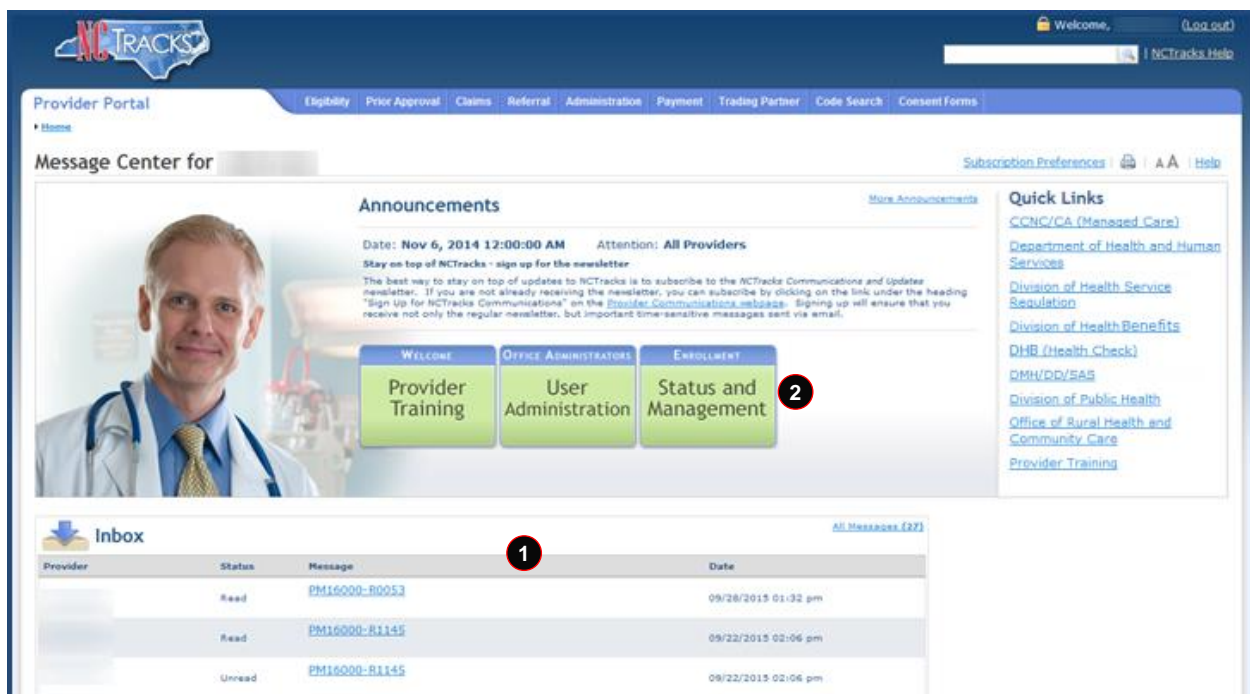 Welcome, (Log out)
NCTRACKS
| NCTracks Help
Provider Portal
Eligibility Prior Approval Claims Referral Administration Payment Trading Partner Code Search Consent Forms
Home
Message Center for
Subscription Preferences | | A A | Help
Announcements
More Announcements
Date: Nov 6, 2014 12:00:00 AM Attention: All Providers
Stay on top of NCTracks - sign up for the newsletter
The best way to stay on top of updates to NCTracks is to subscribe to the NCTracks Communications and Updates
newsletter. If you are not already receiving the newsletter, you can subscribe by clicking on the link under the heading
"Sign Up for NCTracks Communications" on the Provider Communications webpage. Signing up will ensure that you
receive not only the regular newsletter, but important time-sensitive messages sent via email.
WELCOME
Provider
Training
OFFICE ADMINISTRATORS
User
Administration
ENROLLMENT
Status and
Management
2
Quick Links
CCNC/CA (Managed Care)
Department of Health and Human
Services
Division of Health Service
Regulation
Division of Health Benefits
DHB (Health Check)
DMH/DD/SAS
Division of Public Health
Office of Rural Health and
Community Care
Provider Training
Inbox
1
All Messages (27)
Provider Status Message Date
Read PM16000-R0053 09/28/2015 01:32 pm
Read PM16000-R1145 09/22/2015 02:06 pm
Unread PM16000-R1145 09/22/2015 02:06 pm